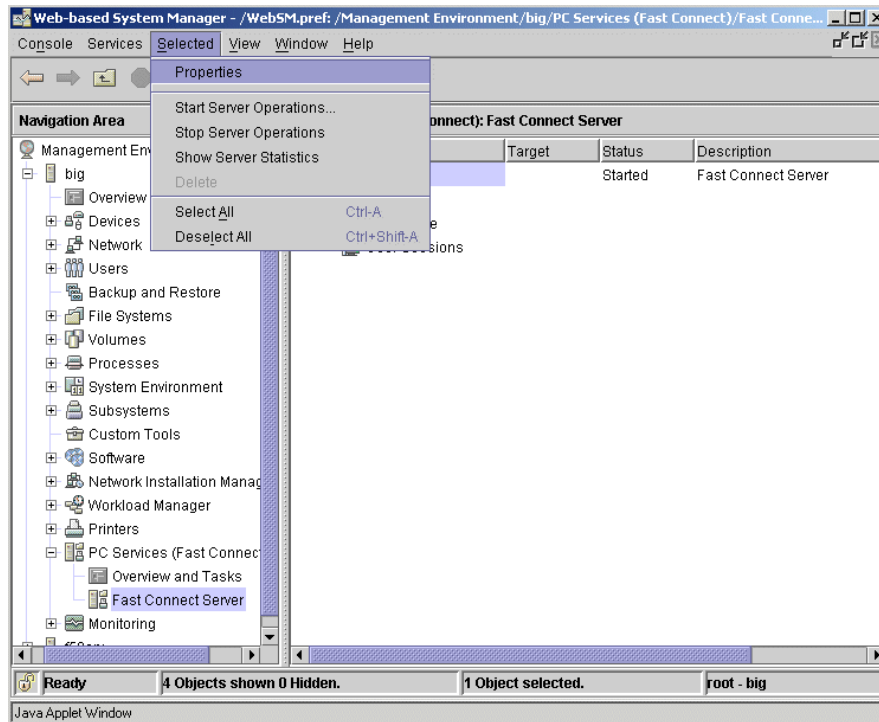 Web-based System Manager - /WebSM.pref: /Management Environment/big/PC Services (Fast Connect)/Fast Conne...
Console Services Selected View Window Help
Properties
Start Server Operations...
Stop Server Operations
Show Server Statistics
Delete
Select All Ctrl-A
Deselect All Ctrl+Shift-A
Navigation Area
onnect): Fast Connect Server
Target Status Description
Started Fast Connect Server
Management Env
big
Overview
Devices
Network
Users
Backup and Restore
File Systems
Volumes
Processes
System Environment
Subsystems
Custom Tools
Software
Network Installation Manag
Workload Manager
Printers
PC Services (Fast Connec
Overview and Tasks
Fast Connect Server
Monitoring
Ready 4 Objects shown 0 Hidden. 1 Object selected. root - big
Java Applet Window